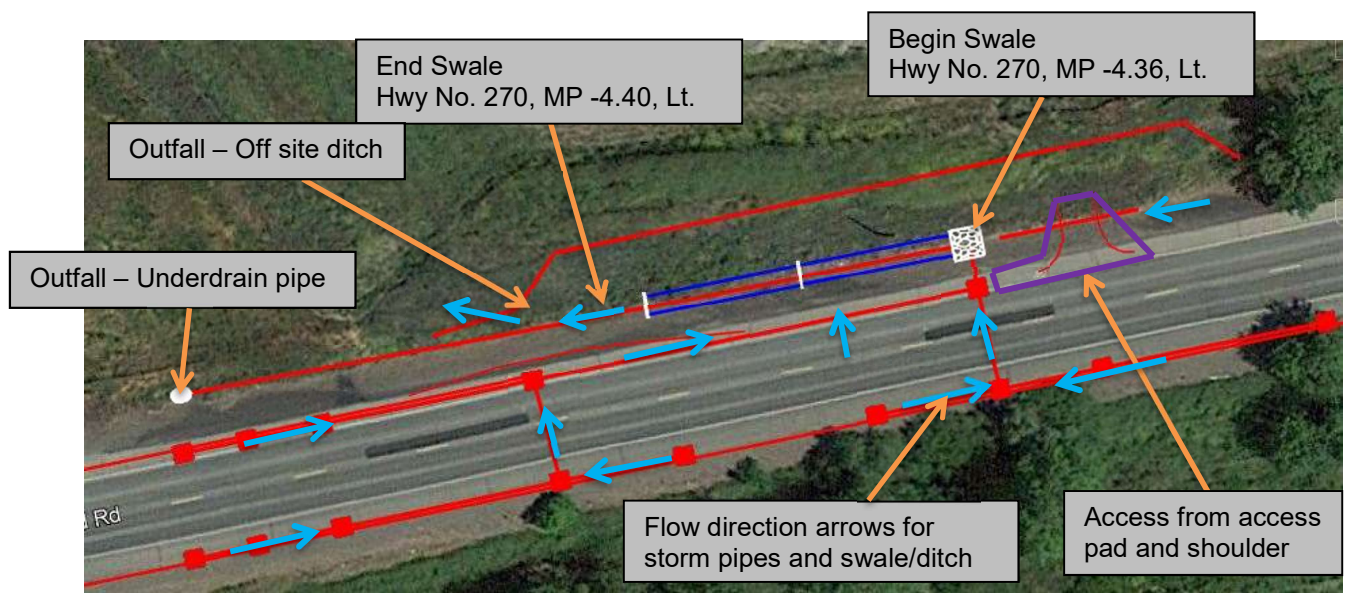 Begin Swale
Hwy No. 270, MP -4.36, Lt.
End Swale
Hwy No. 270, MP -4.40, Lt.
Outfall – Off site ditch
Outfall – Underdrain pipe
Rd
Flow direction arrows for
storm pipes and swale/ditch
Access from access
pad and shoulder